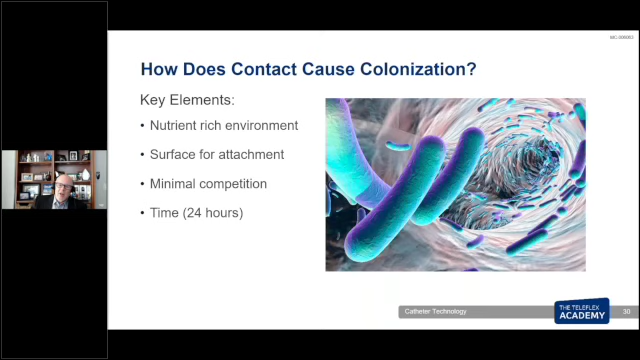 How Does Contact Cause Colonization?
Key Elements:
• Nutrient rich environment
• Surface for attachment
• Minimal competition
• Time (24 hours)
Catheter Technology
THE TELEFLEX
ACADEMY
30